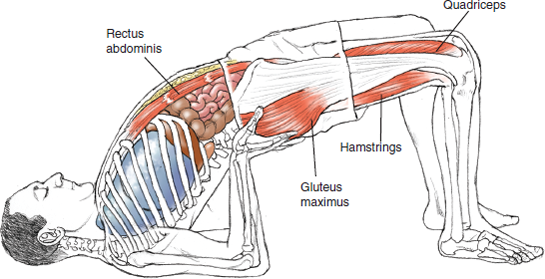 Quadriceps
Rectus
abdominis
Hamstrings
Gluteus
maximus